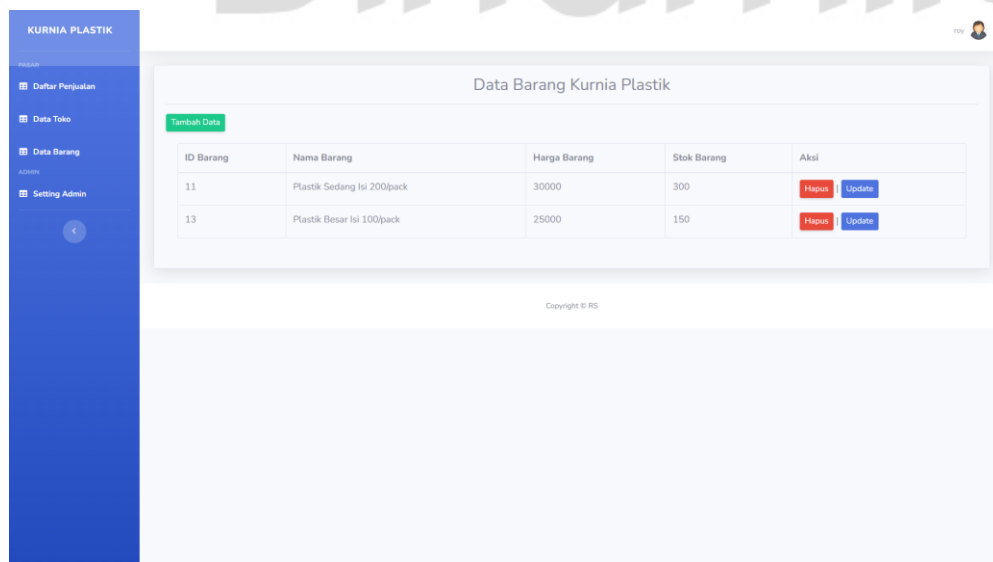 KURNIA PLASTIK
roy
PASAR
Daftar Penjualan
Data Toko
Data Barang
ADMIN
Setting Admin
Data Barang Kurnia Plastik
Tambah Data
ID Barang Nama Barang Harga Barang Stok Barang Aksi
11 Plastik Sedang Isi 200/pack 30000 300 Hapus | Update
13 Plastik Besar Isi 100/pack 25000 150 Hapus | Update
Copyright © RS